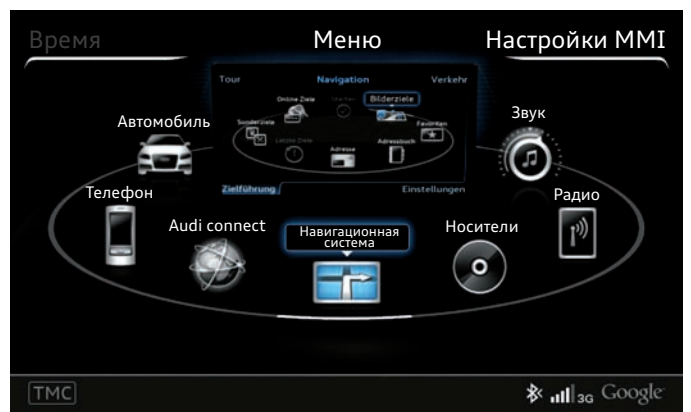 Время Меню Настройки MMI
Tour Navigation Verkehr
Online Ziele Bilderziele
Автомобиль Sonderziele Favoriten Звук
Letzte Ziele Adresse Adressbuch
Телефон Zielführung Einstellungen Радио
Audi connect Навигационная система Носители
TMC 3G Google